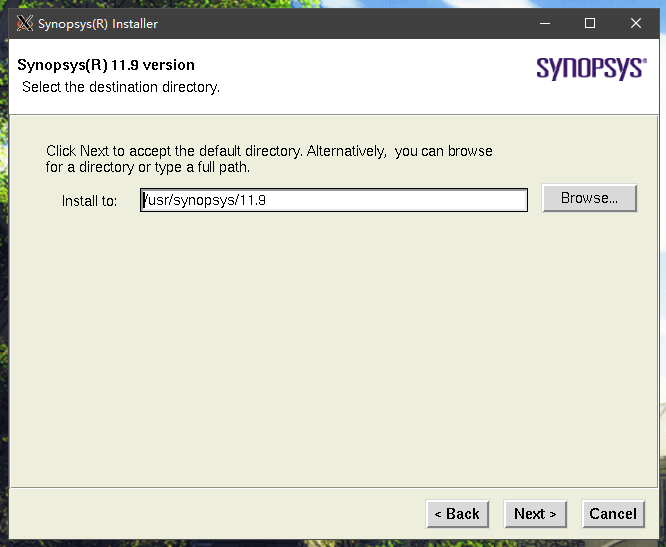 Synopsys(R) Installer
Synopsys(R) 11.9 version
Select the destination directory.
SYNOPSYS®
Click Next to accept the default directory. Alternatively, you can browse
for a directory or type a full path.
Install to:
/usr/synopsys/11.9
Browse...
< Back
Next >
Cancel